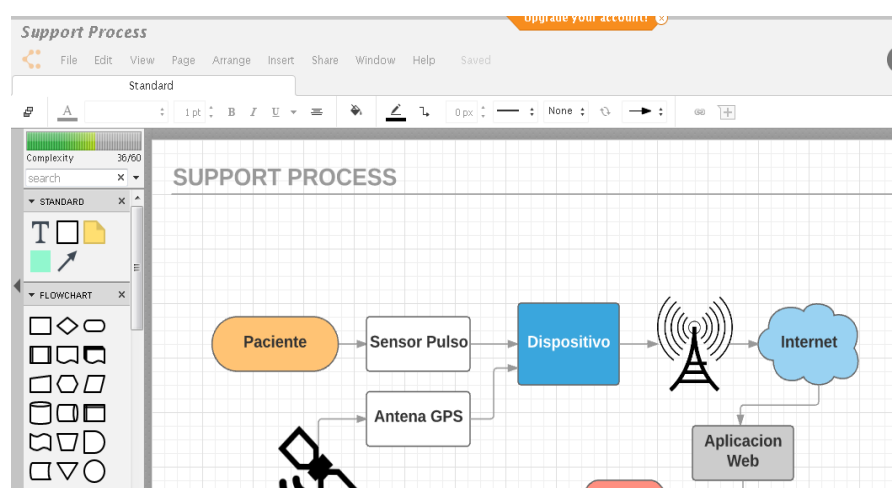 Upgrade your account!
Support Process
File Edit View Page Arrange Insert Share Window Help Saved
Standard
A 1 pt B I U 0 px None
Complexity 36/60
search
STANDARD
T
FLOWCHART
SUPPORT PROCESS
Paciente
Sensor Pulso
Dispositivo
Internet
Antena GPS
Aplicacion
Web